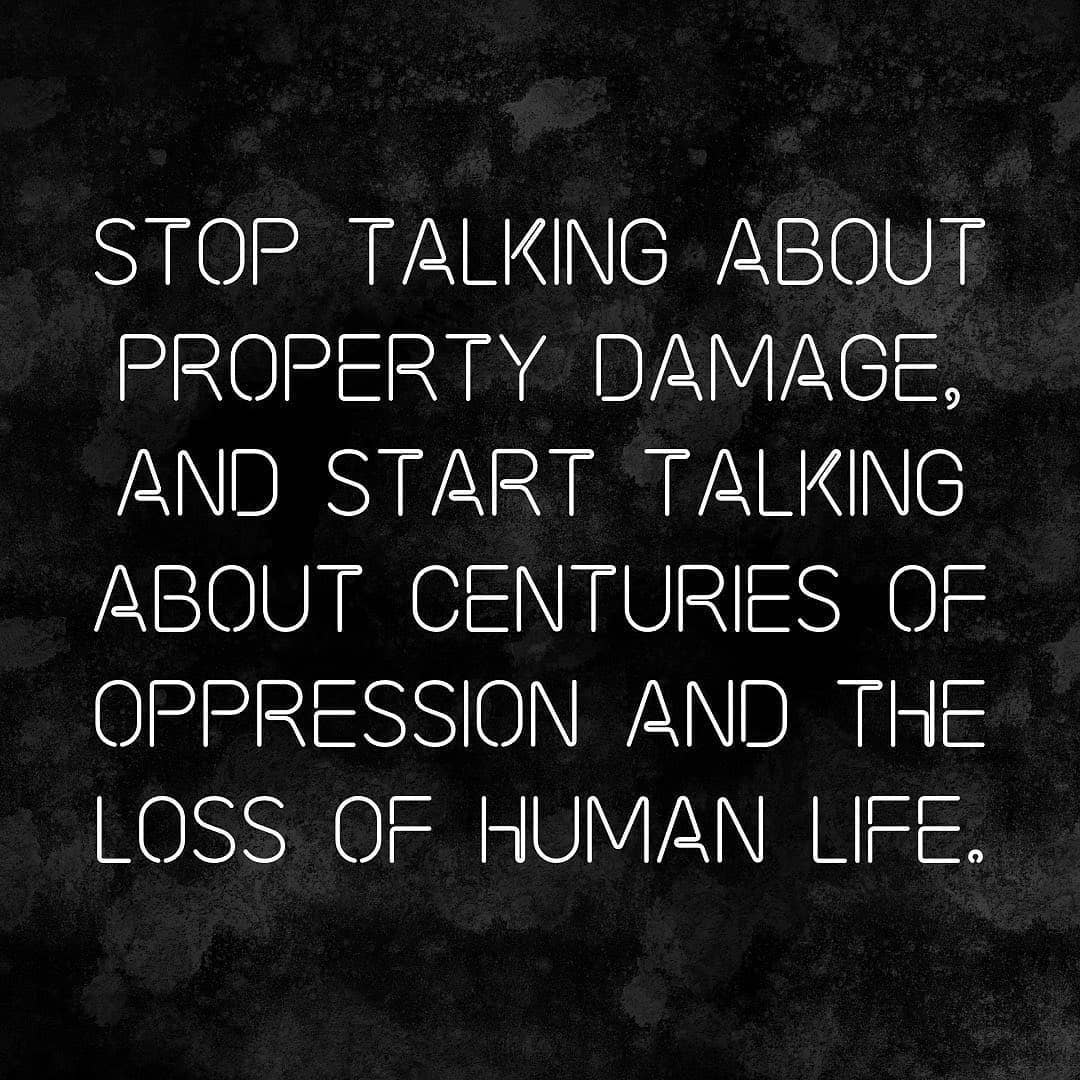 STOP TALKING ABOUT
PROPERTY DAMAGE,
AND START TALKING
ABOUT CENTURIES OF
OPPRESSION AND THE
LOSS OF HUMAN LIFE.